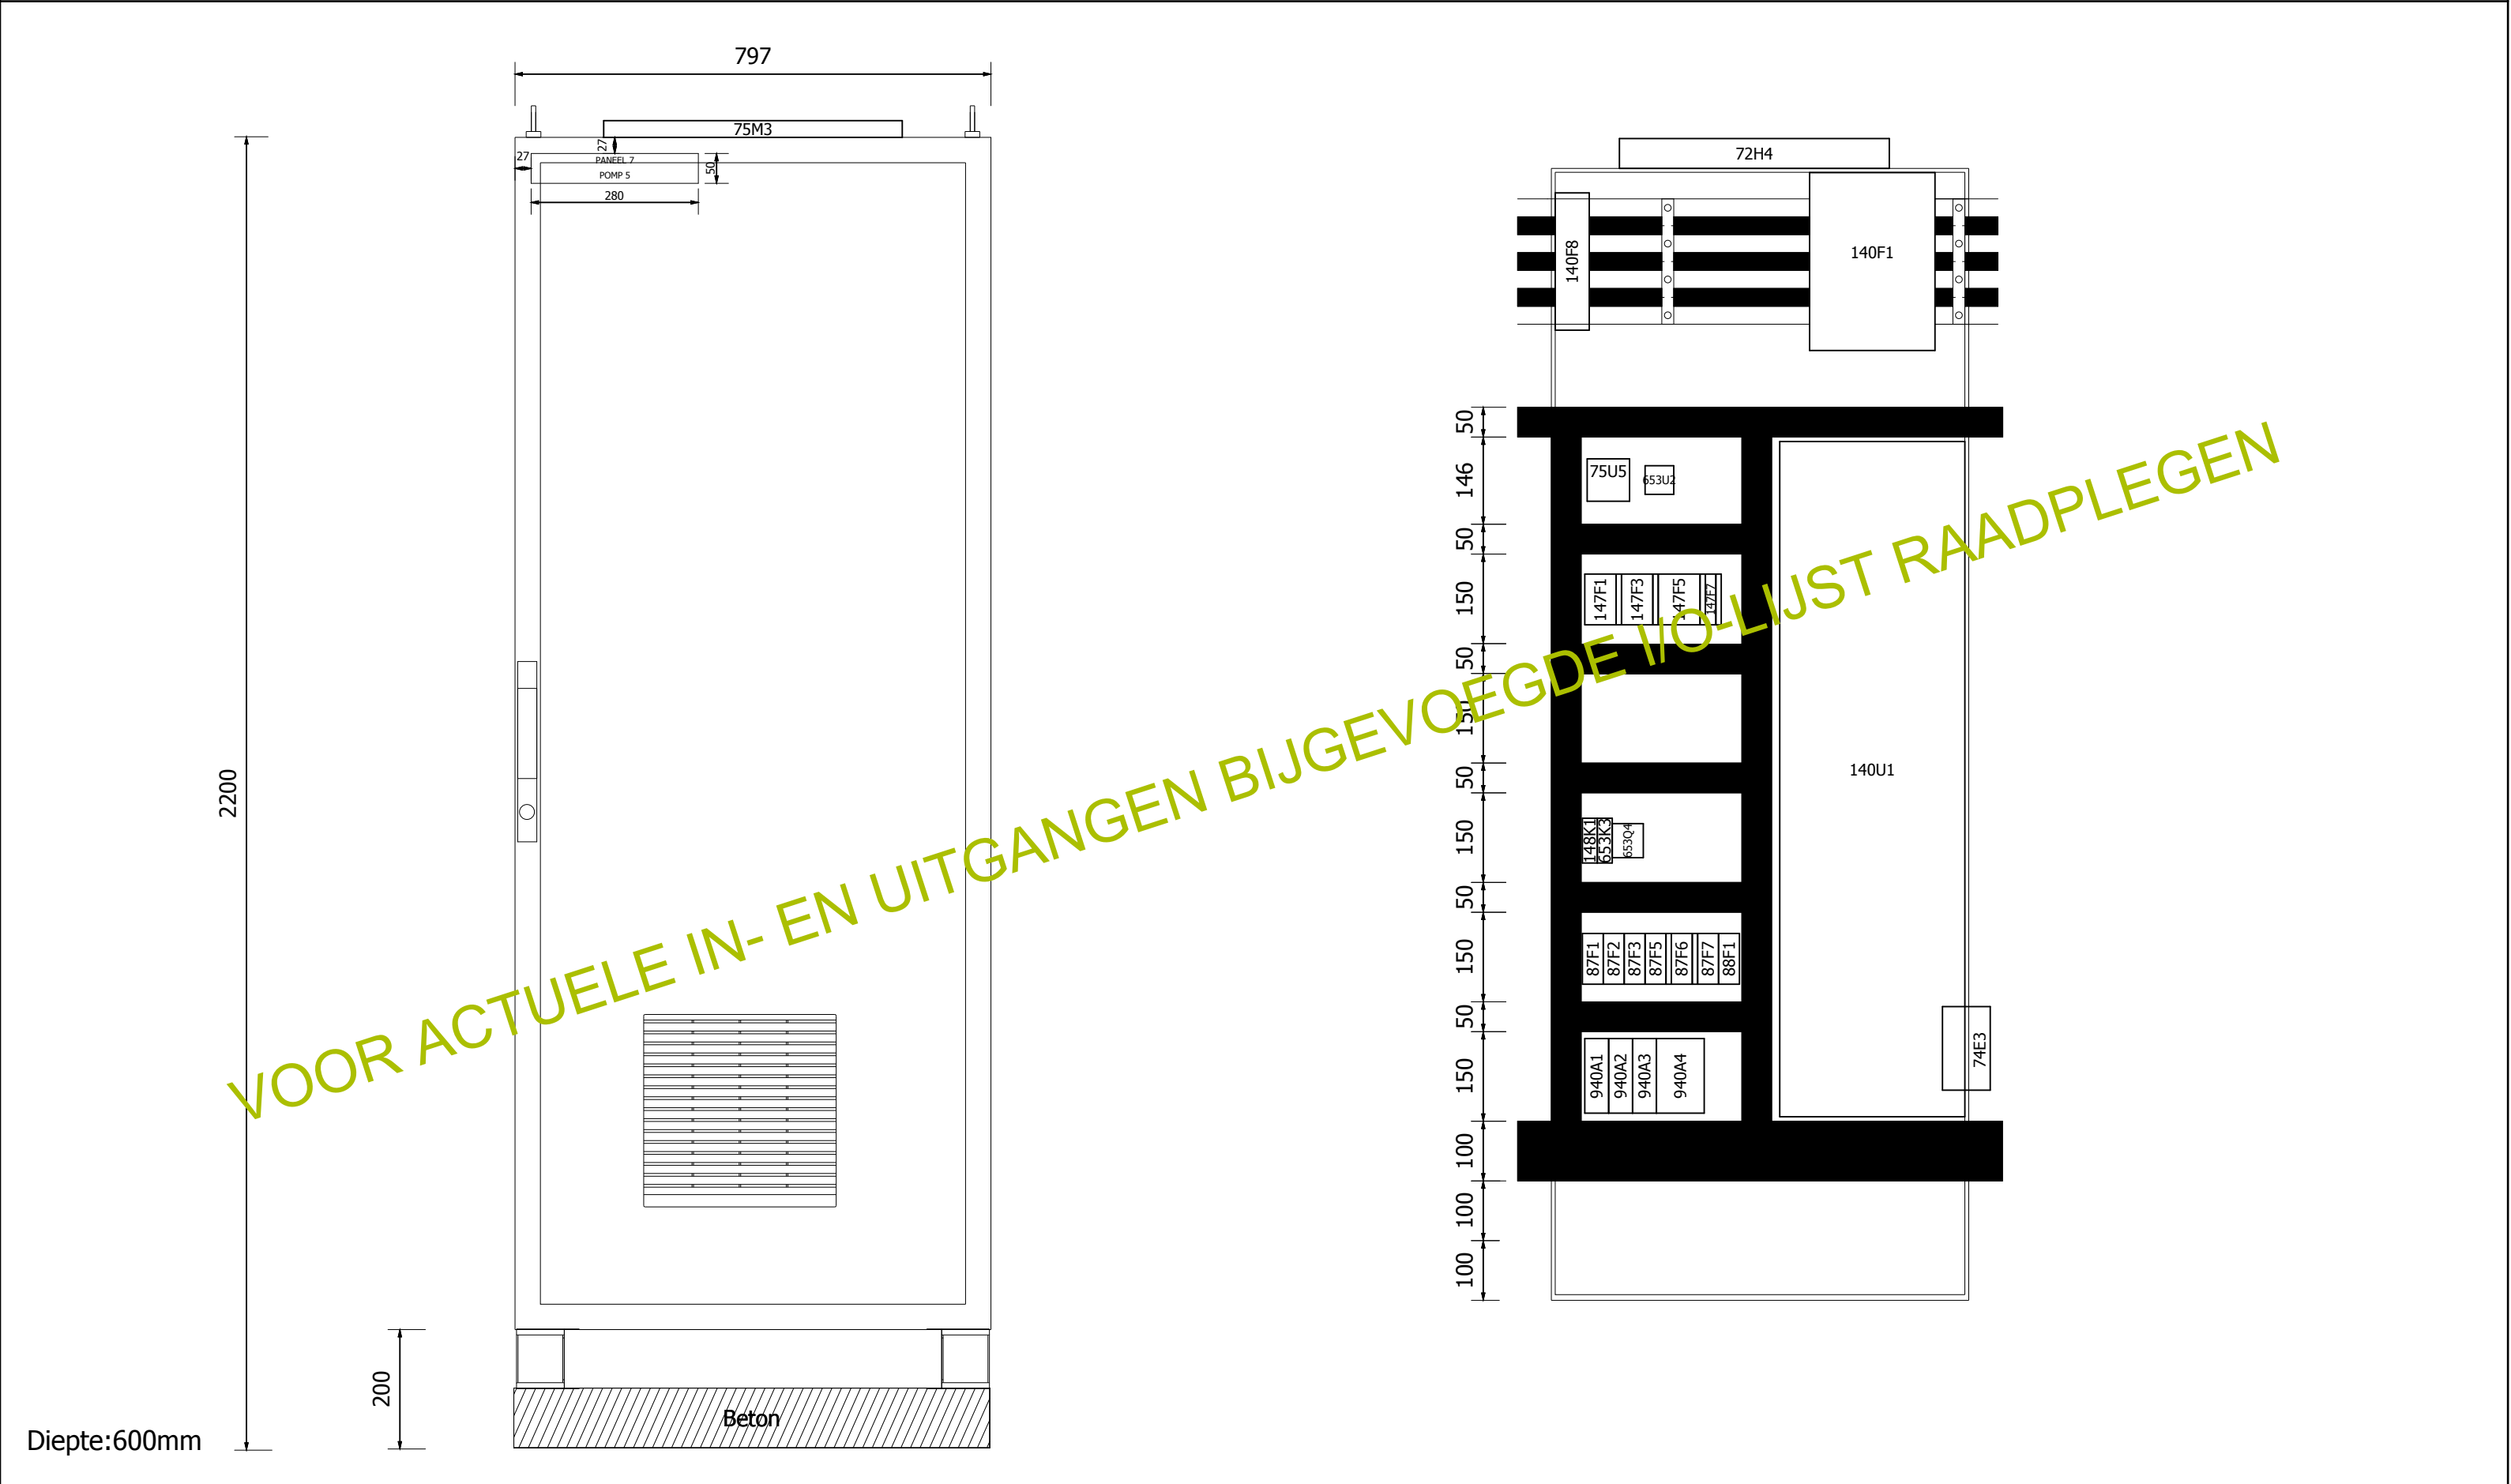 797
75M3
27
27
PANEEL 7
POMP 5
50
280
2200
200
Beton
Diepte:600mm
72H4
140F8
140F1
50
146
75U5
653U2
50
150
147F1
147F3
147F5
147F7
50
150
140U1
50
150
148K1
653K3
653Q4
50
150
87F1
87F2
87F3
87F5
87F6
87F7
88F1
50
150
940A1
940A2
940A3
940A4
74E3
100
100
100
VOOR ACTUELE IN- EN UITGANGEN BIJGEVOEGDE I/O-LIJST RAADPLEGEN